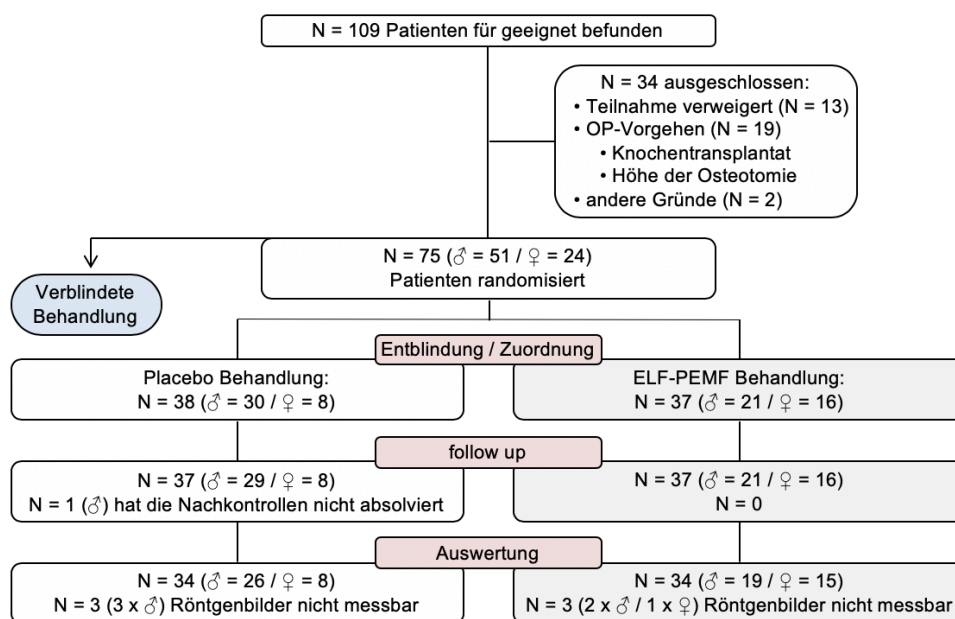 N = 109 Patienten für geeignet befunden
N = 34 ausgeschlossen:
• Teilnahme verweigert (N = 13)
• OP-Vorgehen (N = 19)
• Knochentransplantat
• Höhe der Osteotomie
• andere Gründe (N = 2)
N = 75 (♂ = 51 / ♀ = 24)
Patienten randomisiert
Verblindete
Behandlung
Entblindung / Zuordnung
Placebo Behandlung:
N = 38 (♂ = 30 / ♀ = 8)
ELF-PEMF Behandlung:
N = 37 (♂ = 21 / ♀ = 16)
follow up
N = 37 (♂ = 29 / ♀ = 8)
N = 1 (♂) hat die Nachkontrollen nicht absolviert
N = 37 (♂ = 21 / ♀ = 16)
N = 0
Auswertung
N = 34 (♂ = 26 / ♀ = 8)
N = 3 (3 x ♂) Röntgenbilder nicht messbar
N = 34 (♂ = 19 / ♀ = 15)
N = 3 (2 x ♂ / 1 x ♀) Röntgenbilder nicht messbar